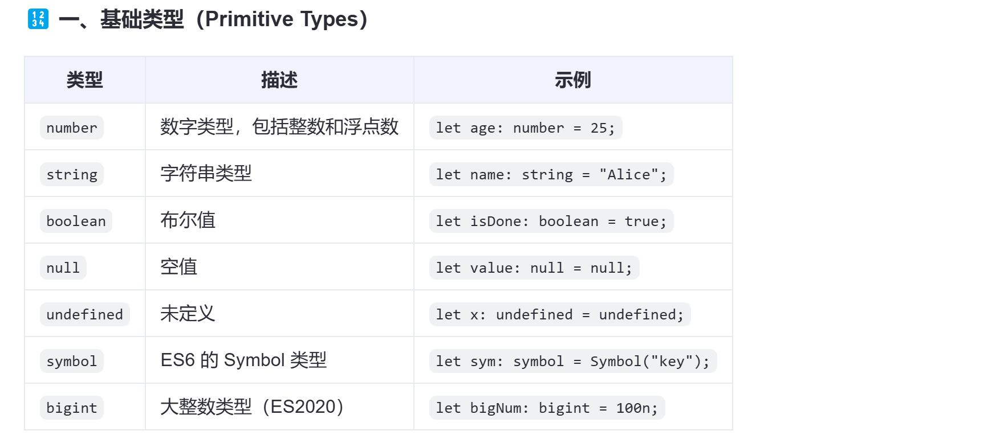 🔢 一、基础类型（Primitive Types）
类型 描述 示例
number 数字类型，包括整数和浮点数 let age: number = 25;
string 字符串类型 let name: string = "Alice";
boolean 布尔值 let isDone: boolean = true;
null 空值 let value: null = null;
undefined 未定义 let x: undefined = undefined;
symbol ES6 的 Symbol 类型 let sym: symbol = Symbol("key");
bigint 大整数类型（ES2020） let bigNum: bigint = 100n;